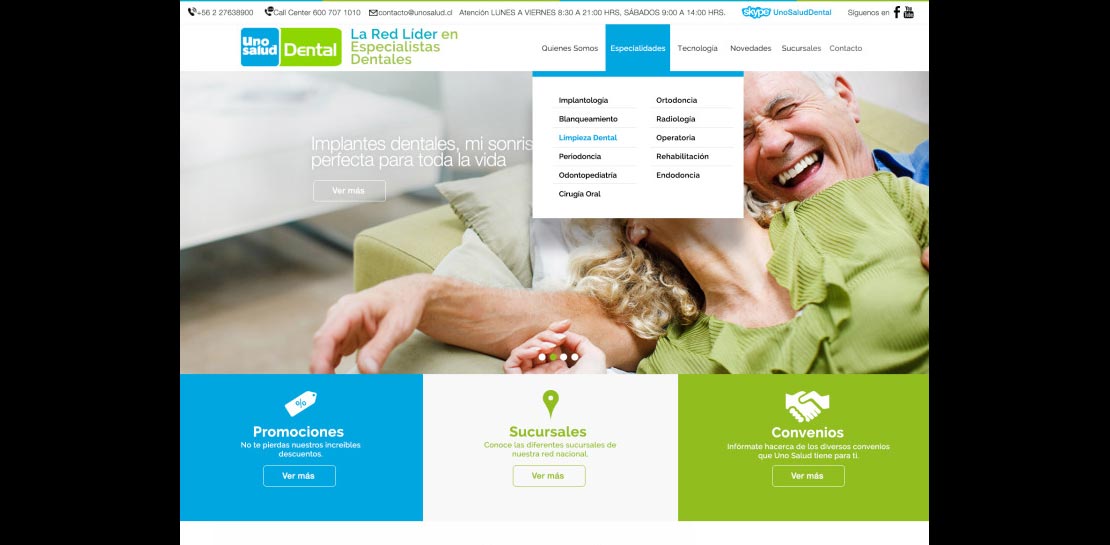 +56 2 27638900 Call Center 600 707 1010 contacto@unosalud.cl Atención LUNES A VIERNES 8:30 A 21:00 HRS, SÁBADOS 9:00 A 14:00 HRS. skype UnoSaludDental Síguenos en f You Tube
Uno salud Dental
La Red Líder en
Especialistas
Dentales
Quienes Somos Especialidades Tecnología Novedades Sucursales Contacto
Implantología Ortodoncia
Blanqueamiento Radiología
Limpieza Dental Operatoria
Periodoncia Rehabilitación
Odontopediatría Endodoncia
Cirugía Oral
Implantes dentales, mi sonris
perfecta para toda la vida
Ver más
Promociones
No te pierdas nuestros increíbles
descuentos.
Ver más
Sucursales
Conoce las diferentes sucursales de
nuestra red nacional.
Ver más
Convenios
Infórmate hacerca de los diversos convenios
que Uno Salud tiene para ti.
Ver más